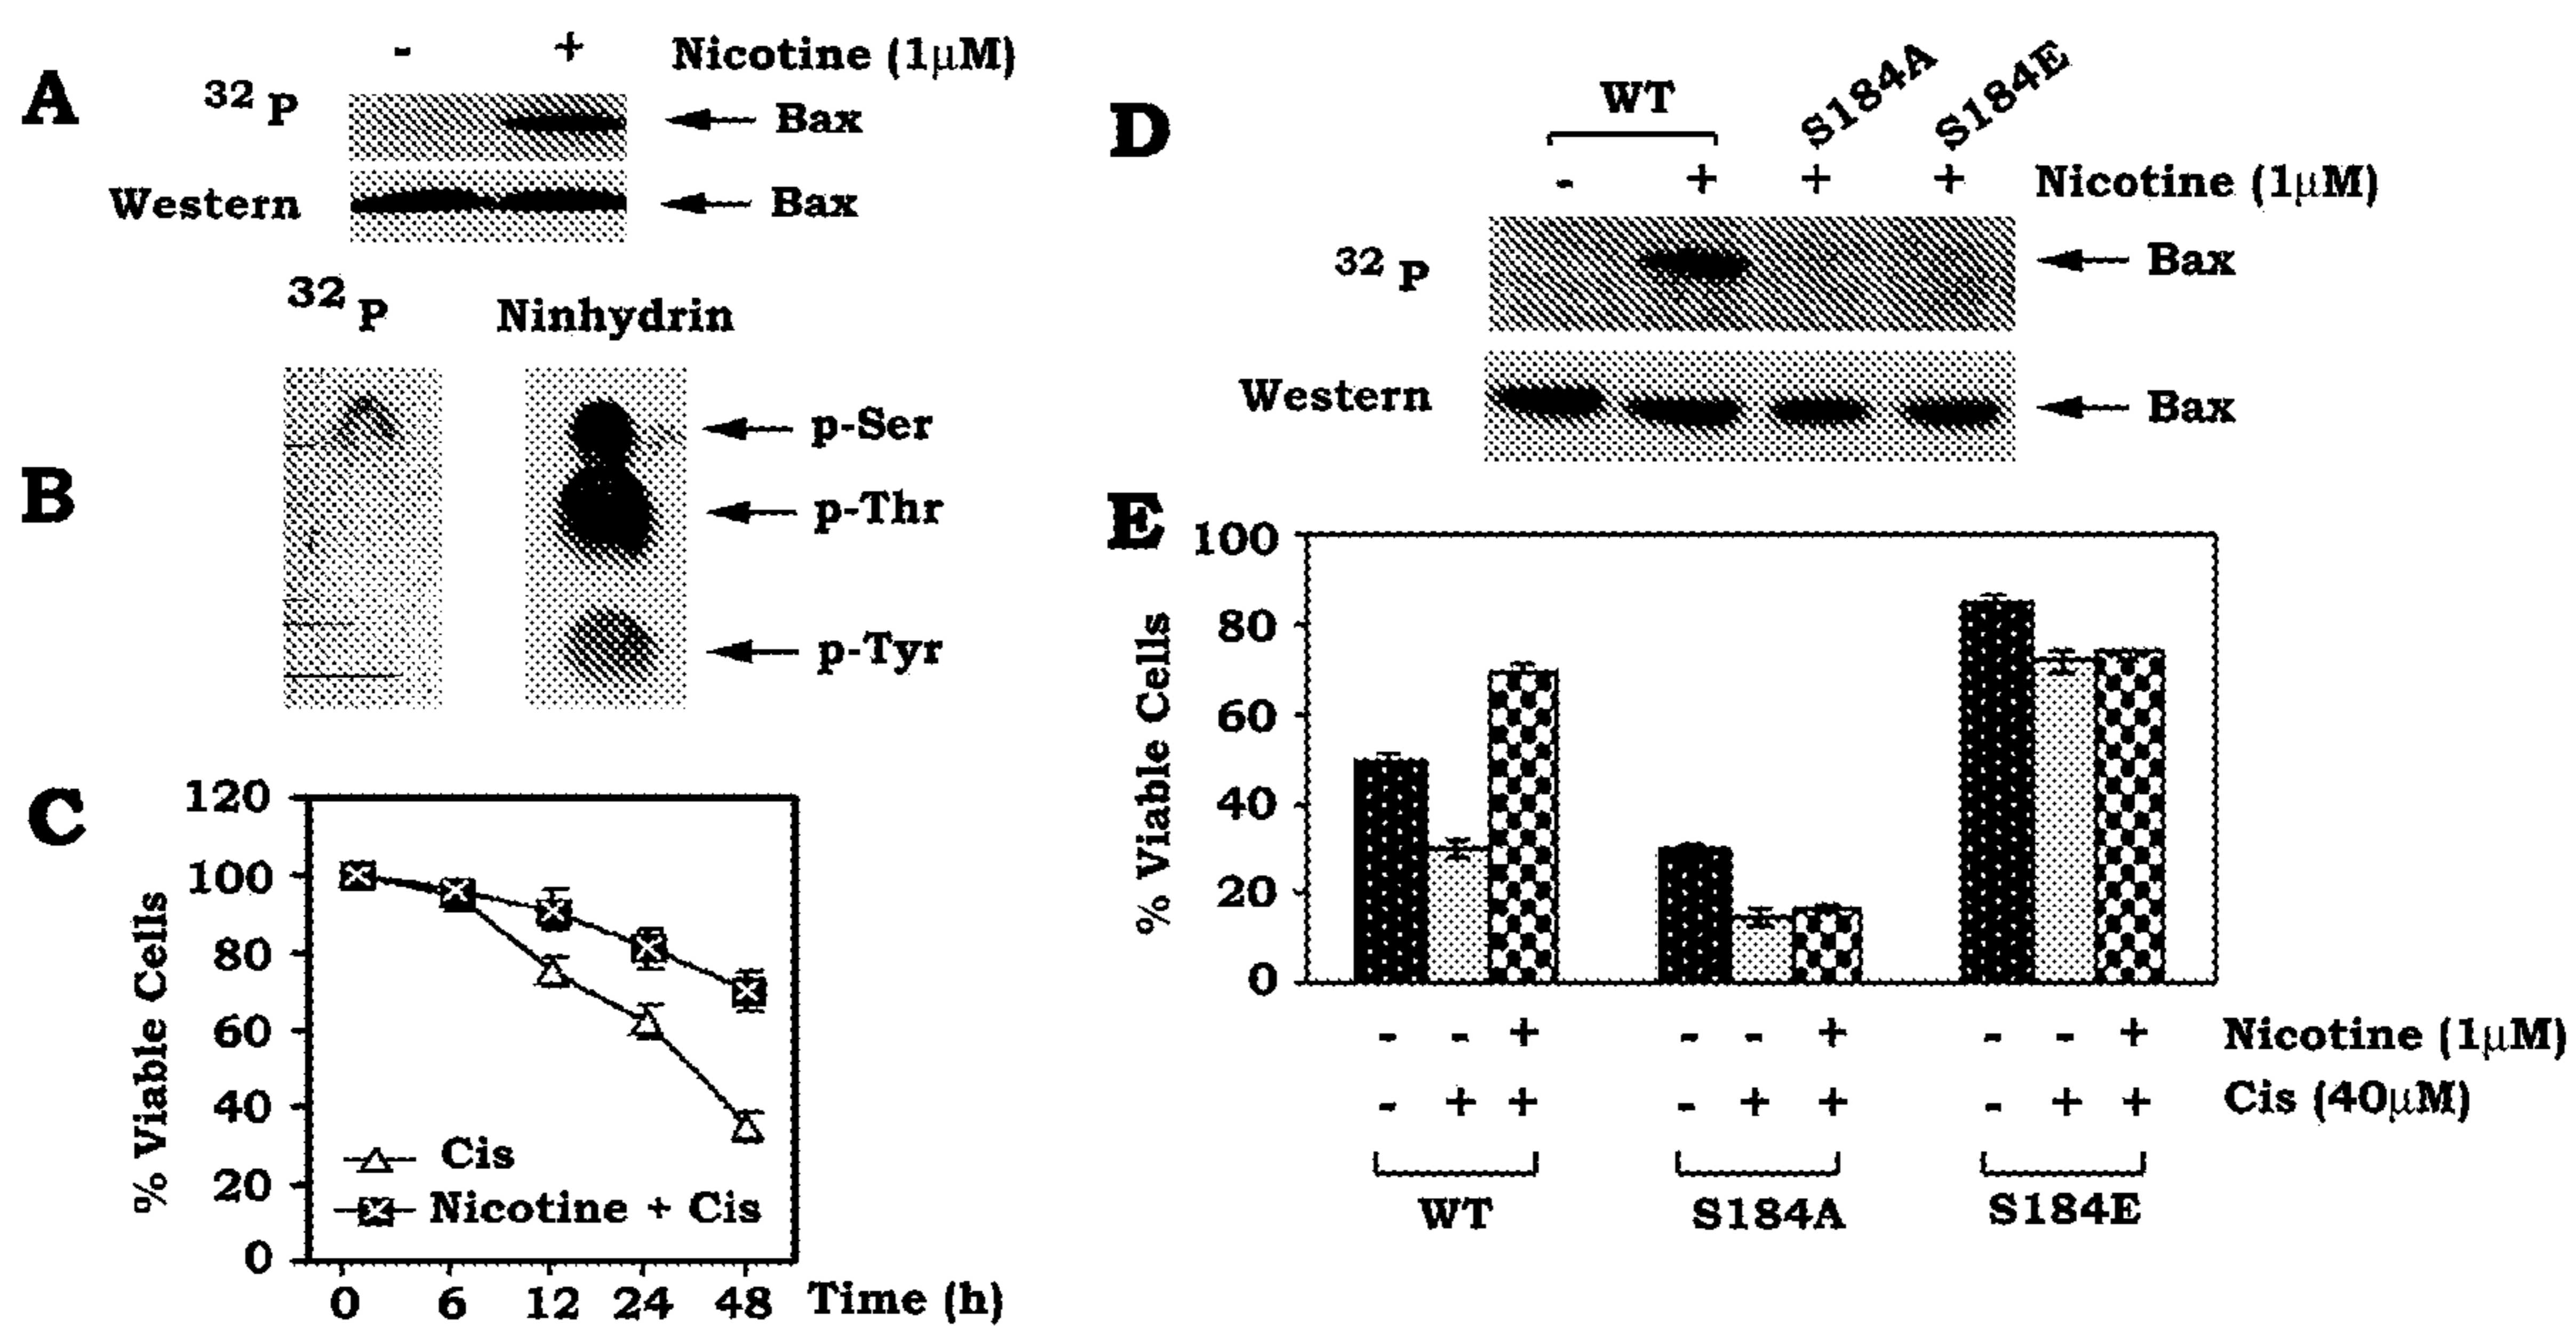 A
- + Nicotine (1µM)
32 P
Bax
Western
Bax
B
32 P
Ninhydrin
p-Ser
p-Thr
p-Tyr
C
120
100
80
60
40
20
0
% Viable Cells
Cis
Nicotine + Cis
0 6 12 24 48 Time (h)
D
WT S184A S184E
- + + + Nicotine (1µM)
32 P
Bax
Western
Bax
E
100
80
60
40
20
0
% Viable Cells
- - + - - + - - + Nicotine (1µM)
- + + - + + - + + Cis (40µM)
WT S184A S184E